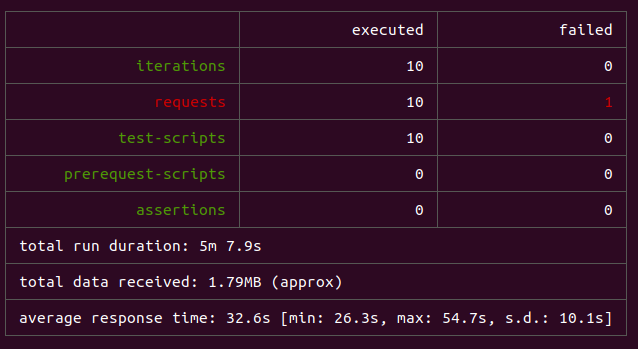 executed failed
iterations 10 0
requests 10 1
test-scripts 10 0
prerequest-scripts 0 0
assertions 0 0
total run duration: 5m 7.9s
total data received: 1.79MB (approx)
average response time: 32.6s [min: 26.3s, max: 54.7s, s.d.: 10.1s]